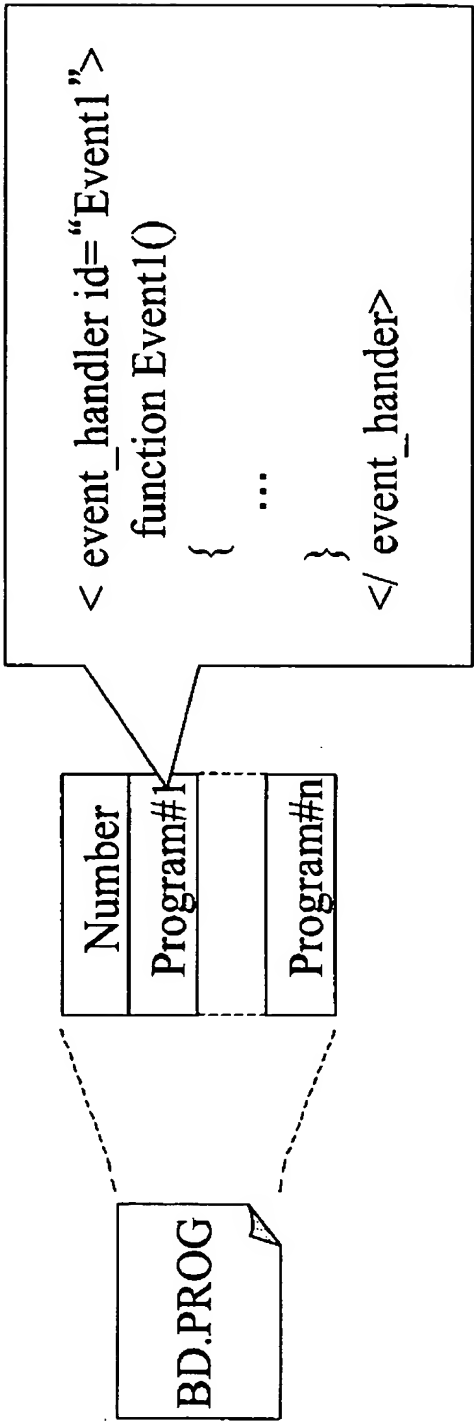 BD.PROG
Number
Program#1
Program#n
< event_handler id=“Event1”>
function Event1()
{
...
}
</ event_hander>